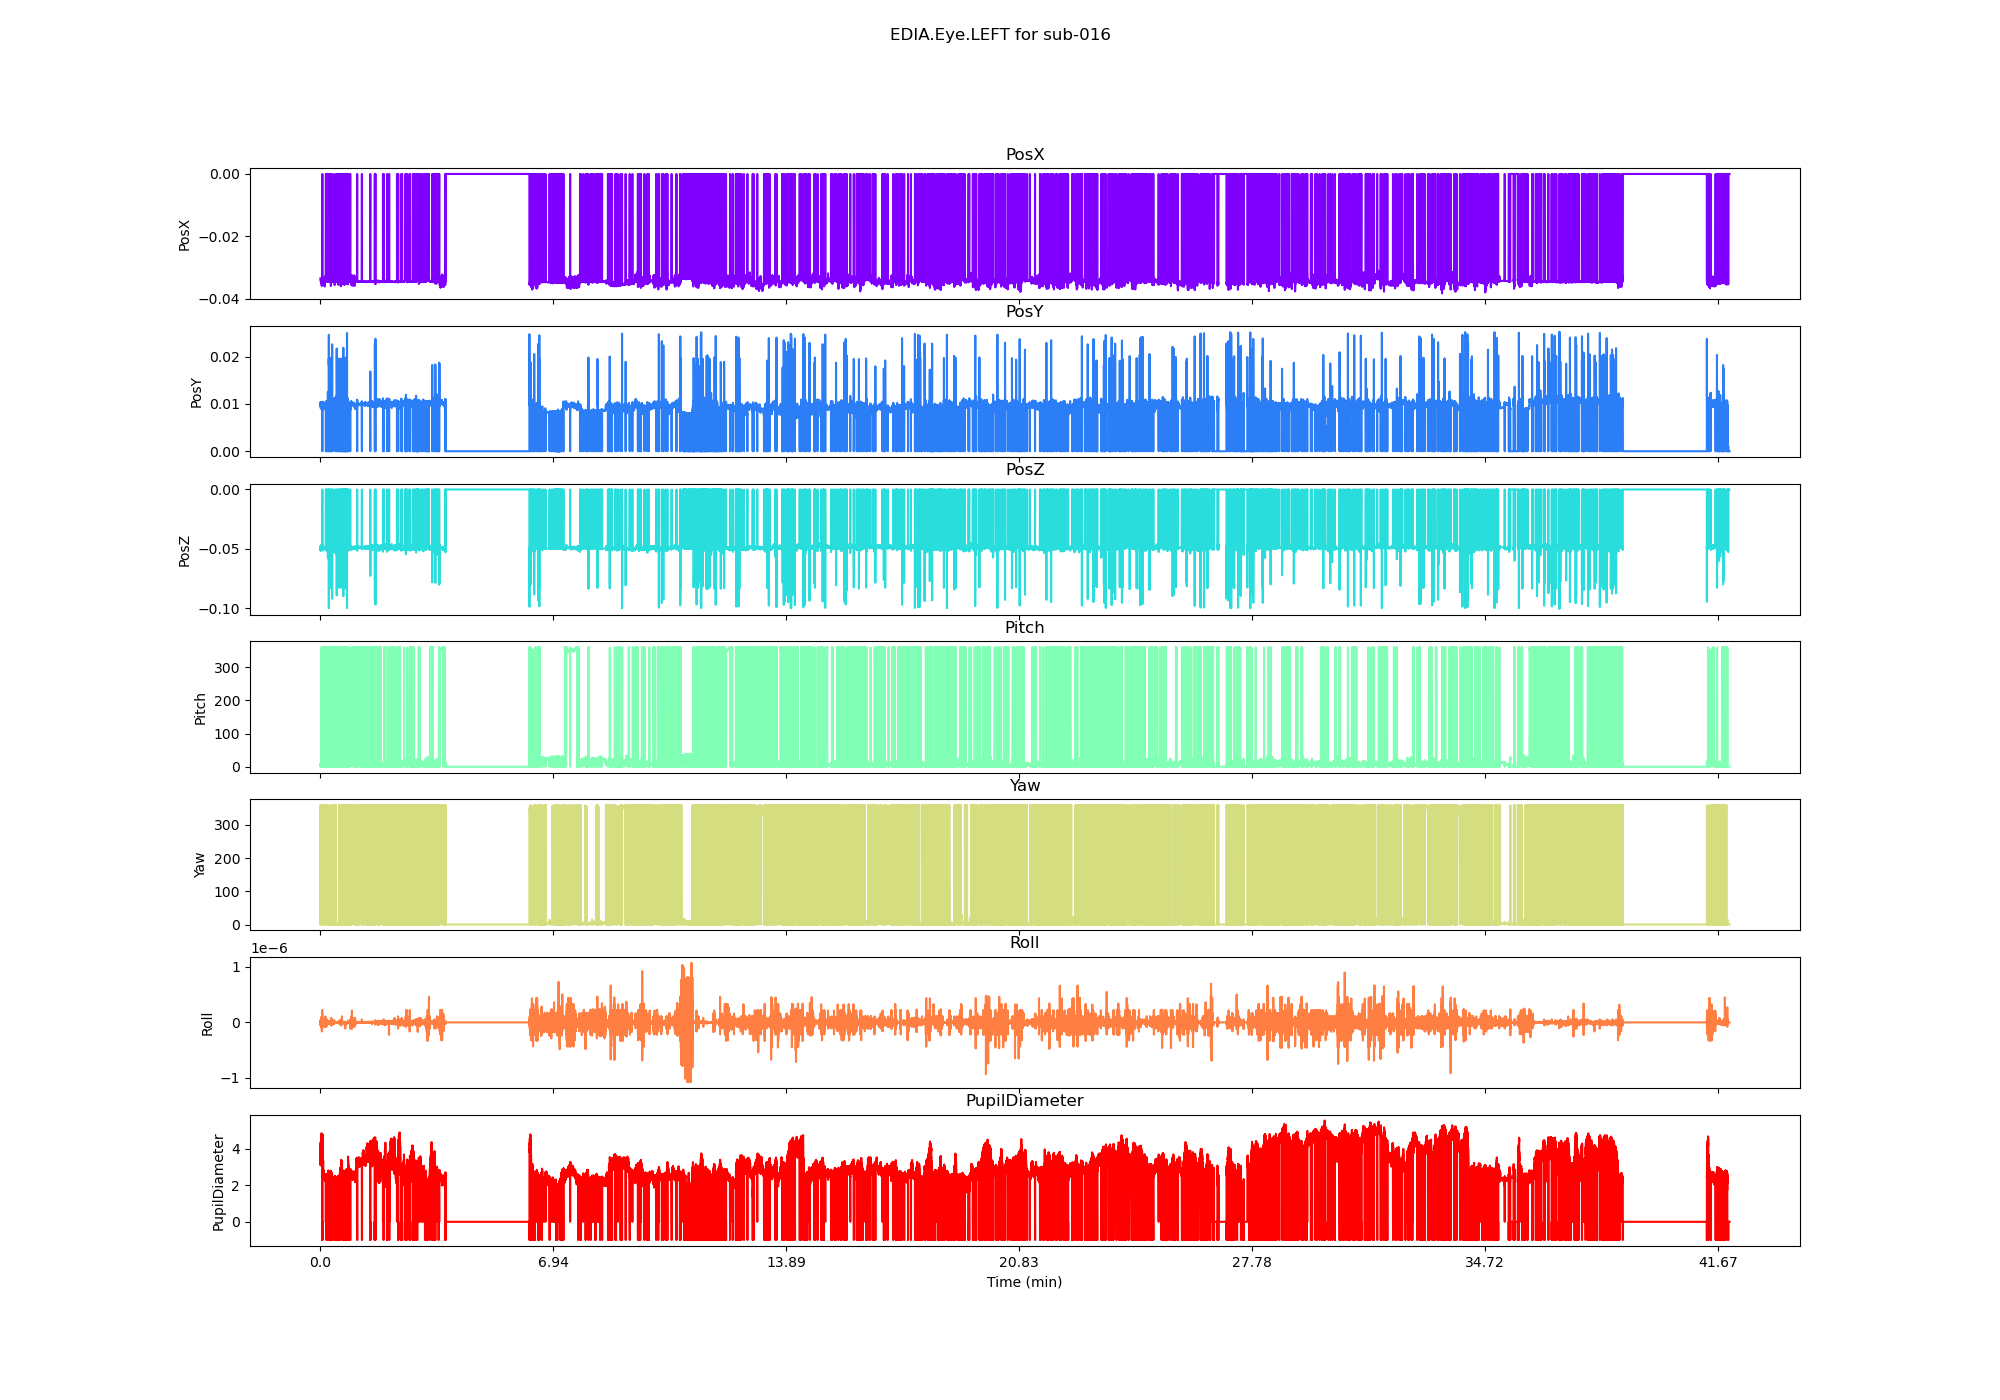 EDIA.Eye.LEFT for sub-016
PosX
0.00
−0.02
−0.04
PosX
PosY
0.02
0.01
0.00
PosY
PosZ
0.00
−0.05
−0.10
PosZ
Pitch
300
200
100
0
Pitch
Yaw
300
200
100
0
Yaw
1e−6
Roll
1
0
−1
Roll
PupilDiameter
4
2
0
PupilDiameter
0.0 6.94 13.89 20.83 27.78 34.72 41.67
Time (min)